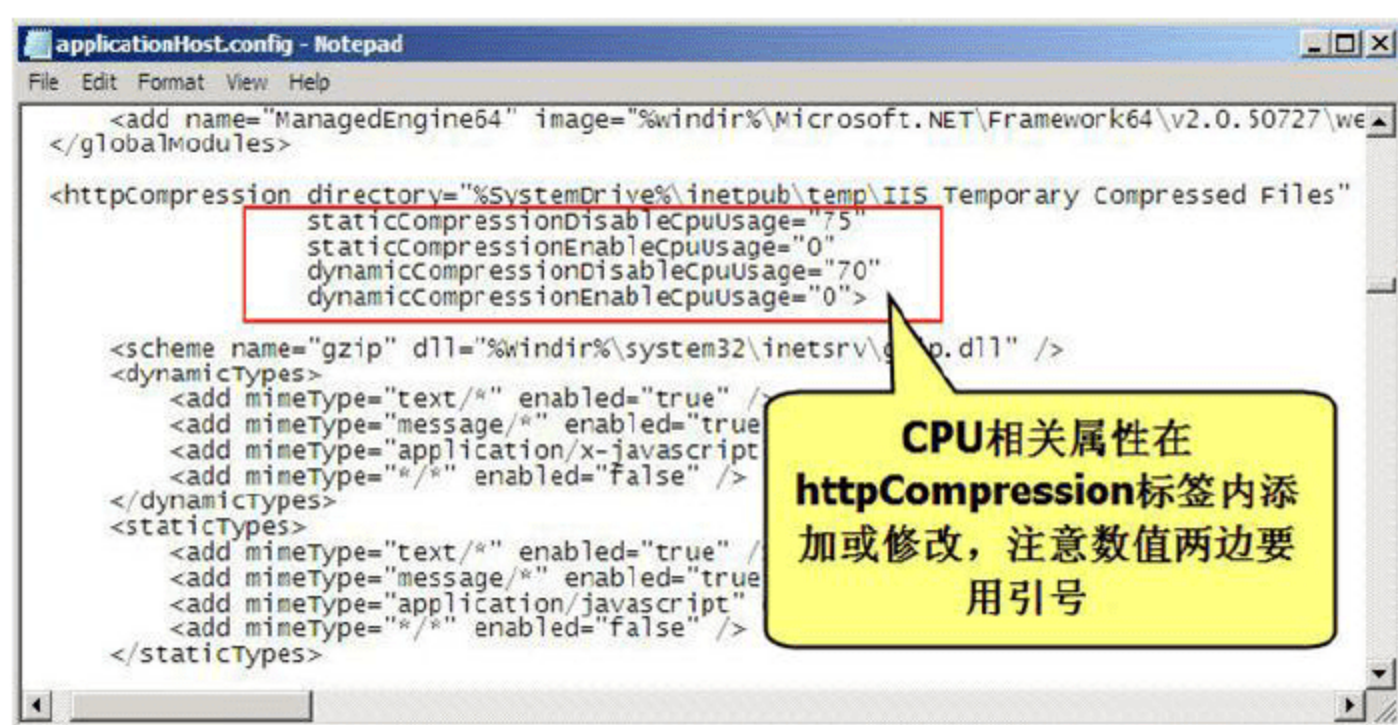 applicationHost.config - Notepad
File Edit Format View Help
<add name="ManagedEngine64" image="%windir%\Microsoft.NET\Framework64\v2.0.50727\we
</globalModules>
<httpCompression directory="%SystemDrive%\inetpub\temp\IIS Temporary Compressed Files"
staticCompressionDisableCpuUsage="75"
staticCompressionEnableCpuUsage="0"
dynamicCompressionDisableCpuUsage="70"
dynamicCompressionEnableCpuUsage="0">
<scheme name="gzip" dll="%Windir%\system32\inetsrv\g p.dll" />
<dynamicTypes>
<add mimeType="text/*" enabled="true" />
<add mimeType="message/*" enabled="true
<add mimeType="application/x-javascript
<add mimeType="*/*" enabled="false" />
</dynamicTypes>
<staticTypes>
<add mimeType="text/*" enabled="true" /
<add mimeType="message/*" enabled="true
<add mimeType="application/javascript"
<add mimeType="*/*" enabled="false" />
</staticTypes>
CPU相关属性在
httpCompression标签内添
加或修改，注意数值两边要
用引号